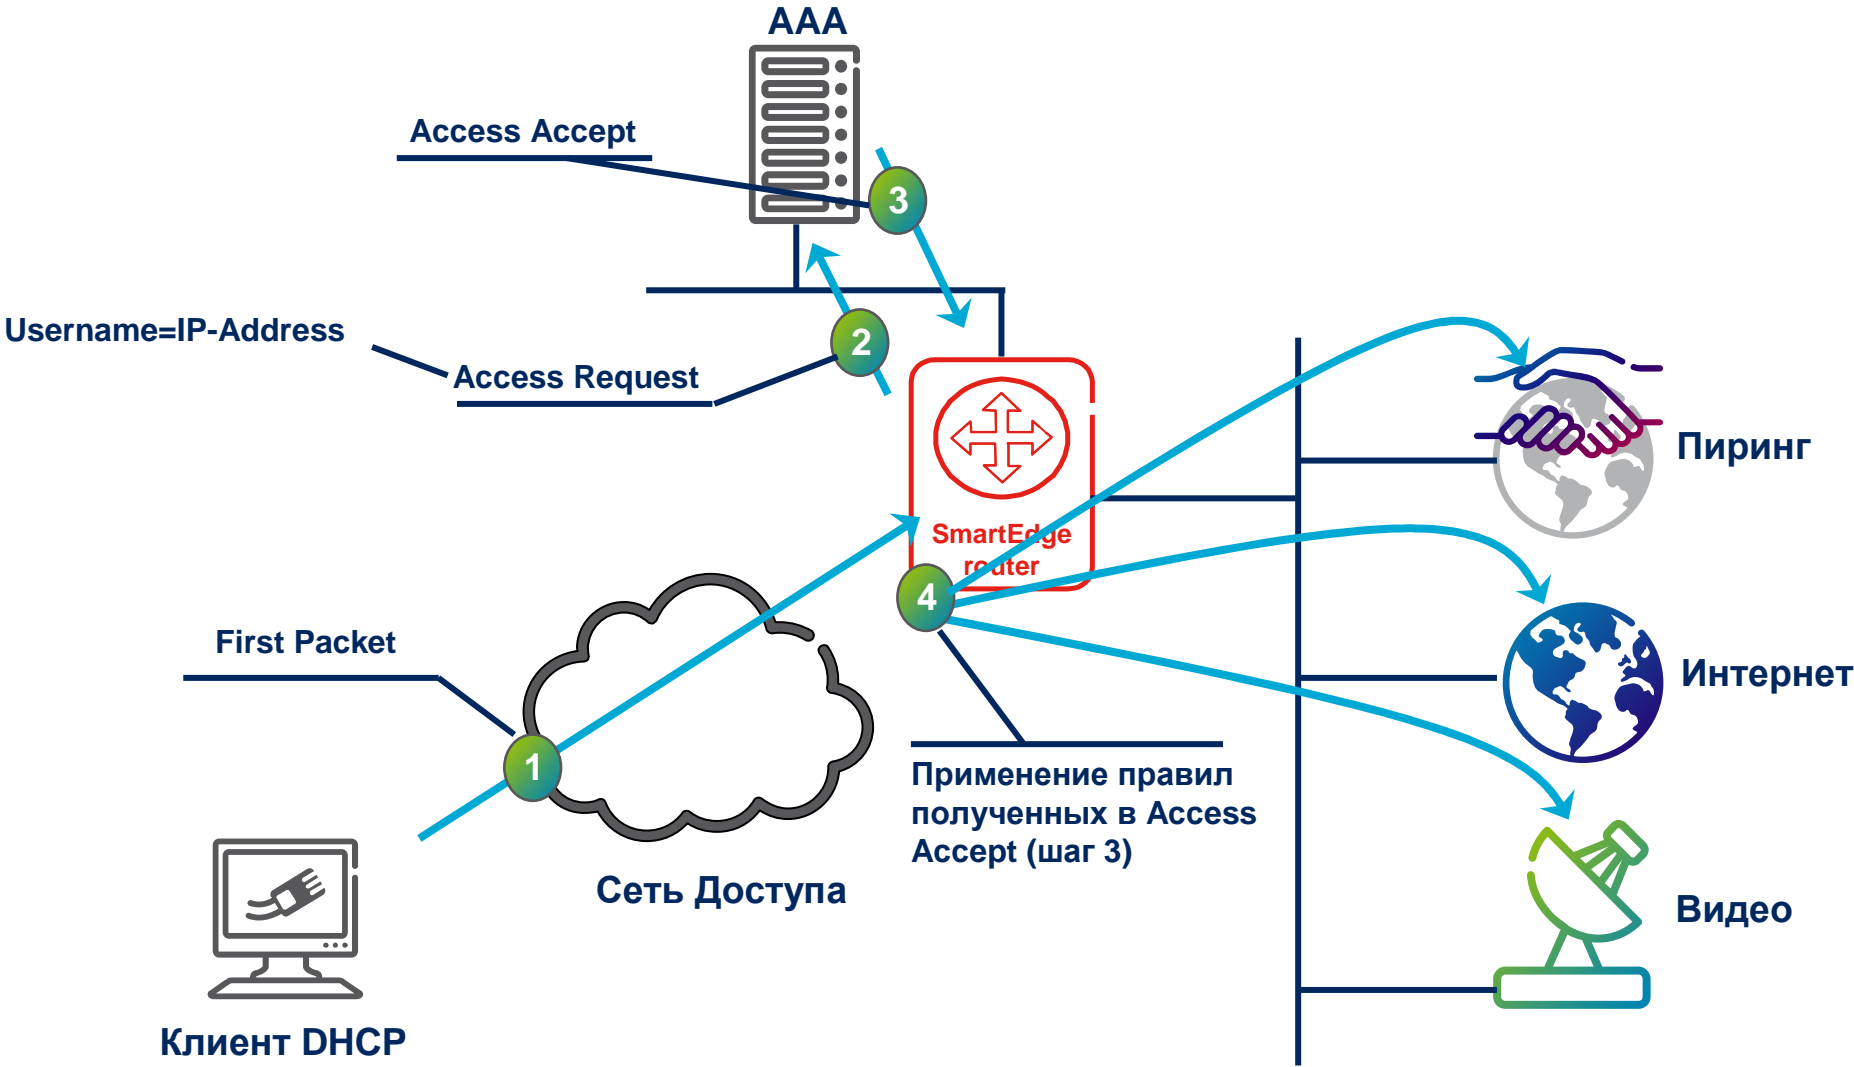 AAA
Access Accept
3
Username=IP-Address
2
Access Request
SmartEdge
router
Пиринг
4
First Packet
Интернет
1
Применение правил
полученных в Access
Accept (шаг 3)
Сеть Доступа
Видео
Клиент DHCP